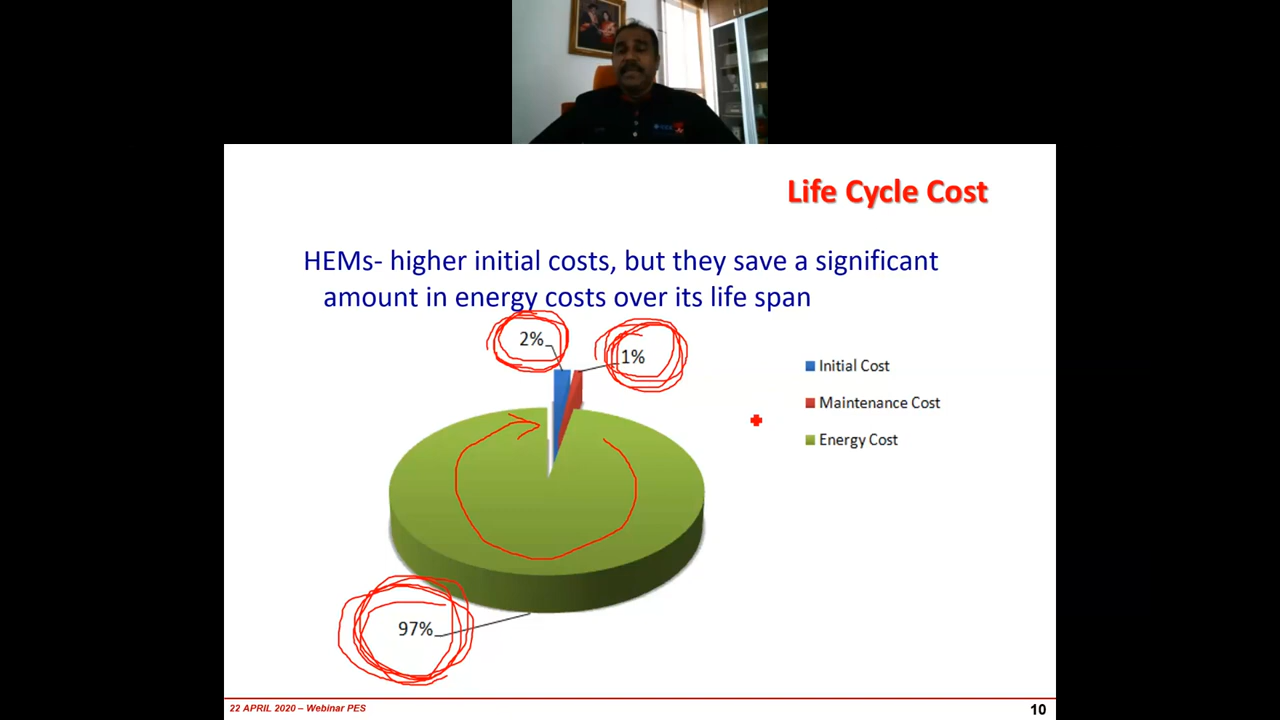 Life Cycle Cost
HEMs- higher initial costs, but they save a significant
amount in energy costs over its life span
2%
1%
Initial Cost
Maintenance Cost
Energy Cost
97%
22 APRIL 2020 – Webinar PES
10